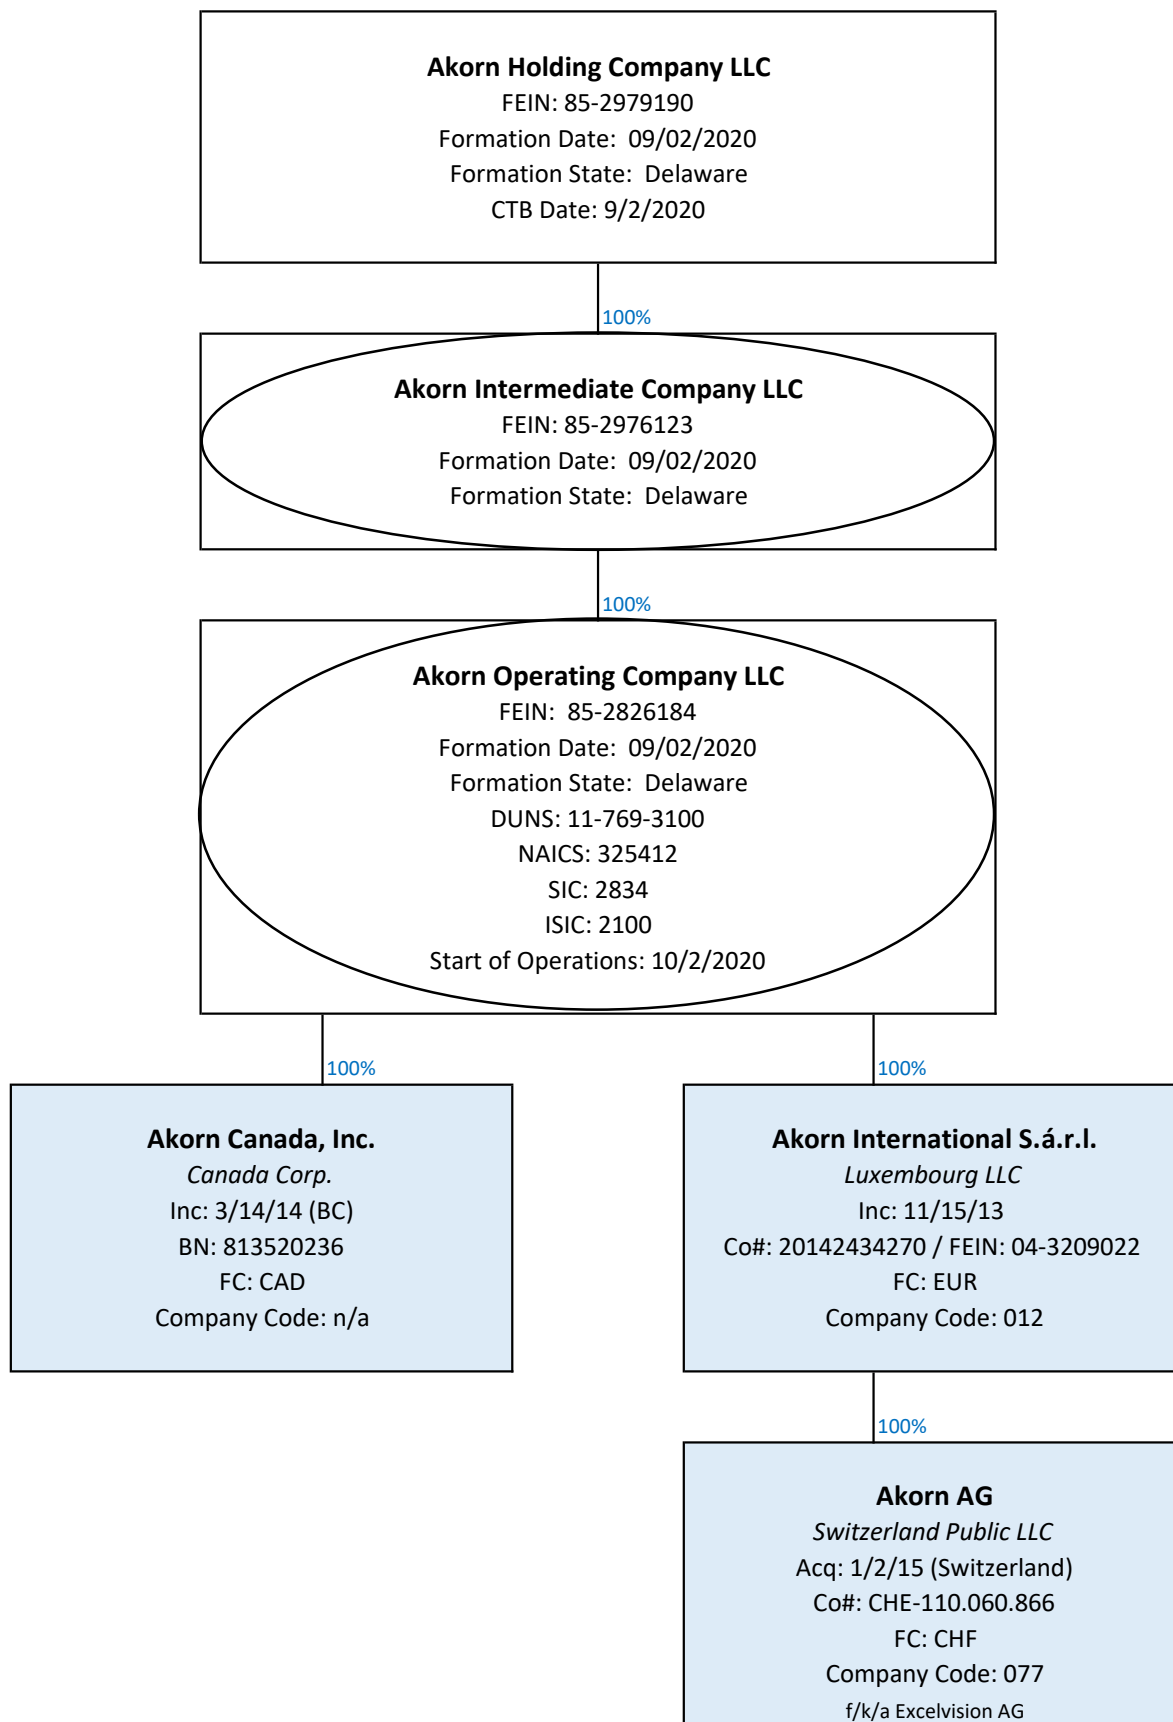 Akorn Holding Company LLC
FEIN: 85-2979190
Formation Date: 09/02/2020
Formation State: Delaware
CTB Date: 9/2/2020
100%
Akorn Intermediate Company LLC
FEIN: 85-2976123
Formation Date: 09/02/2020
Formation State: Delaware
100%
Akorn Operating Company LLC
FEIN: 85-2826184
Formation Date: 09/02/2020
Formation State: Delaware
DUNS: 11-769-3100
NAICS: 325412
SIC: 2834
ISIC: 2100
Start of Operations: 10/2/2020
100%
Akorn Canada, Inc.
Canada Corp.
Inc: 3/14/14 (BC)
BN: 813520236
FC: CAD
Company Code: n/a
100%
Akorn International S.á.r.l.
Luxembourg LLC
Inc: 11/15/13
Co#: 20142434270 / FEIN: 04-3209022
FC: EUR
Company Code: 012
100%
Akorn AG
Switzerland Public LLC
Acq: 1/2/15 (Switzerland)
Co#: CHE-110.060.866
FC: CHF
Company Code: 077
f/k/a Excelvision AG